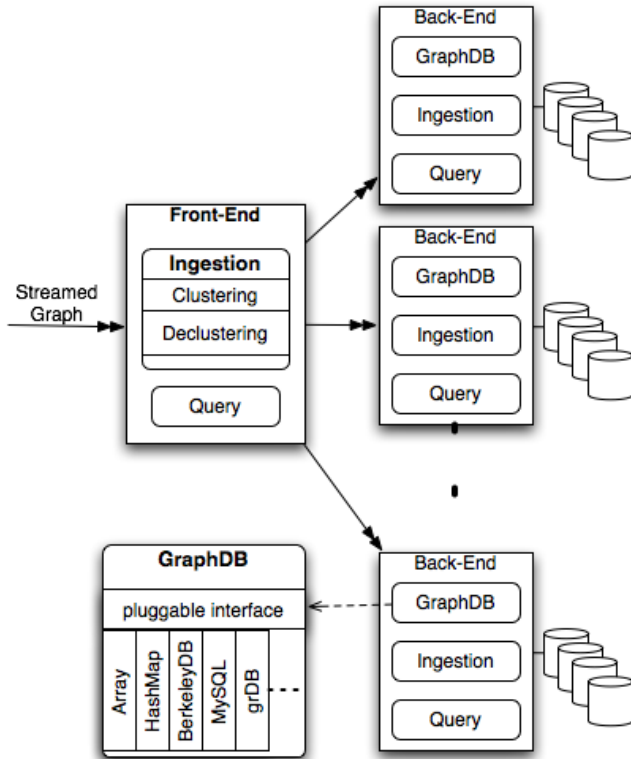 Back-End
GraphDB
Ingestion
Query
Front-End
Ingestion
Clustering
Declustering
Query
Streamed
Graph
Back-End
GraphDB
Ingestion
Query
GraphDB
pluggable interface
Array
HashMap
BerkeleyDB
MySQL
grDB
Back-End
GraphDB
Ingestion
Query